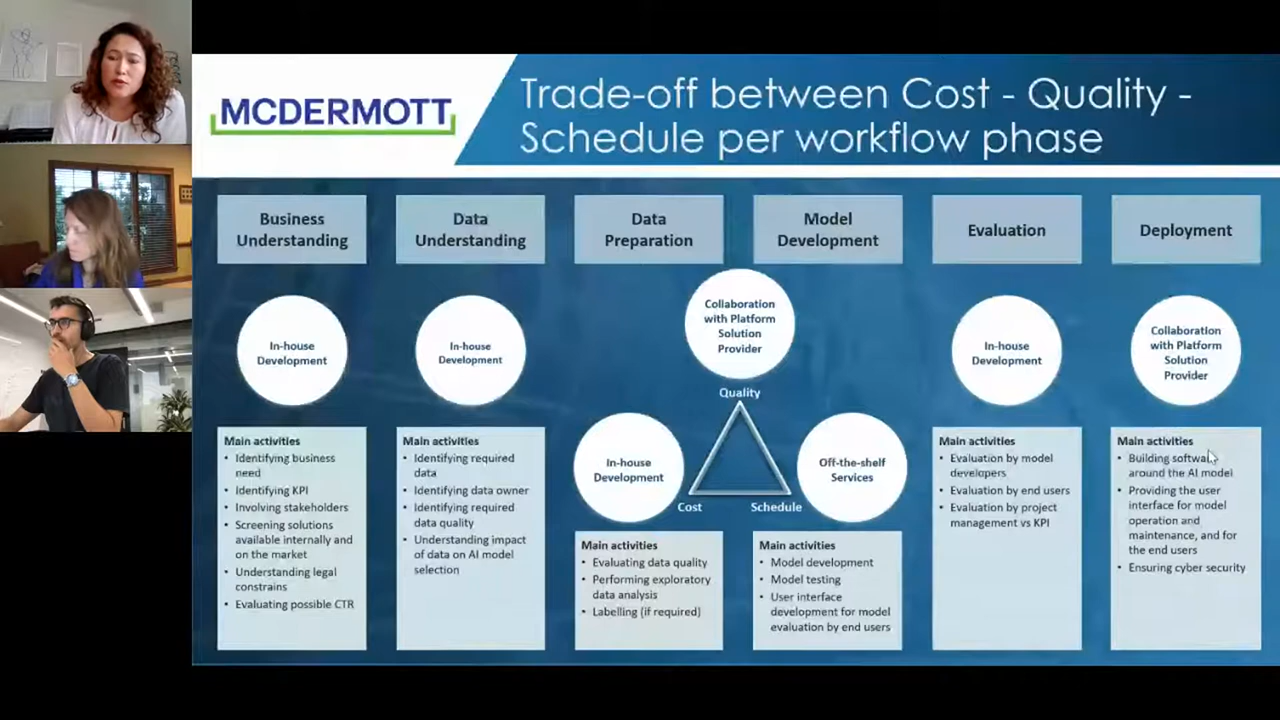 MCDERMOTT
Trade-off between Cost - Quality -
Schedule per workflow phase
Business
Understanding
Data
Understanding
Data
Preparation
Model
Development
Evaluation
Deployment
In-house
Development
In-house
Development
Collaboration
with Platform
Solution
Provider
Quality
In-house
Development
Cost
Schedule
Off-the-shelf
Services
In-house
Development
Collaboration
with Platform
Solution
Provider
Main activities
• Identifying business
need
• Identifying KPI
• Involving stakeholders
• Screening solutions
available internally and
on the market
• Understanding legal
constrains
• Evaluating possible CTR
Main activities
• Identifying required
data
• Identifying data owner
• Identifying required
data quality
• Understanding impact
of data on AI model
selection
Main activities
• Evaluating data quality
• Performing exploratory
data analysis
• Labelling (if required)
Main activities
• Model development
• Model testing
• User interface
development for model
evaluation by end users
Main activities
• Evaluation by model
developers
• Evaluation by end users
• Evaluation by project
management vs KPI
Main activities
• Building software
around the AI model
• Providing the user
interface for model
operation and
maintenance, and for
the end users
• Ensuring cyber security